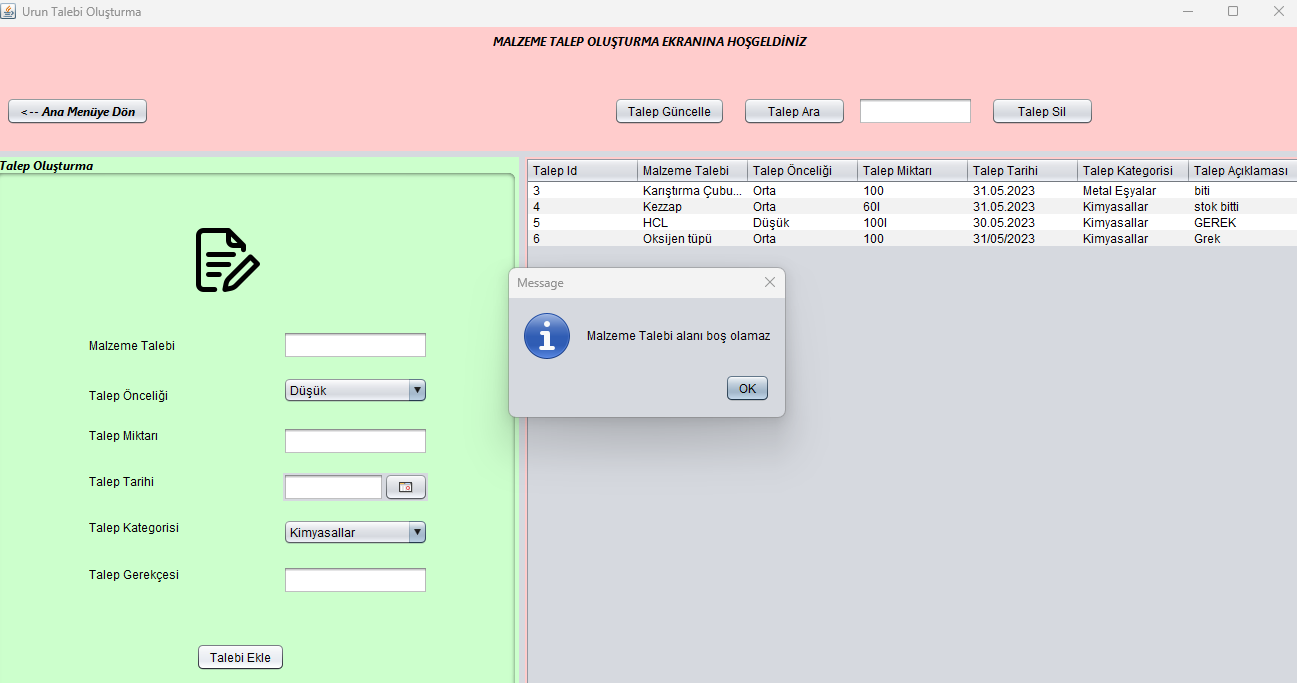 Urun Talebi Oluşturma
MALZEME TALEP OLUŞTURMA EKRANINA HOŞGELDİNİZ
<-- Ana Menüye Dön
Talep Güncelle
Talep Ara
Talep Sil
Talep Oluşturma
Malzeme Talebi
Talep Önceliği
Düşük
Talep Miktarı
Talep Tarihi
Talep Kategorisi
Kimyasallar
Talep Gerekçesi
Talebi Ekle
Talep Id Malzeme Talebi Talep Önceliği Talep Miktarı Talep Tarihi Talep Kategorisi Talep Açıklaması
3 Karıştırma Çubu... Orta 100 31.05.2023 Metal Eşyalar biti
4 Kezzap Orta 60l 31.05.2023 Kimyasallar stok bitti
5 HCL Düşük 100l 30.05.2023 Kimyasallar GEREK
6 Oksijen tüpü Orta 100 31/05/2023 Kimyasallar Grek
Message
Malzeme Talebi alanı boş olamaz
OK